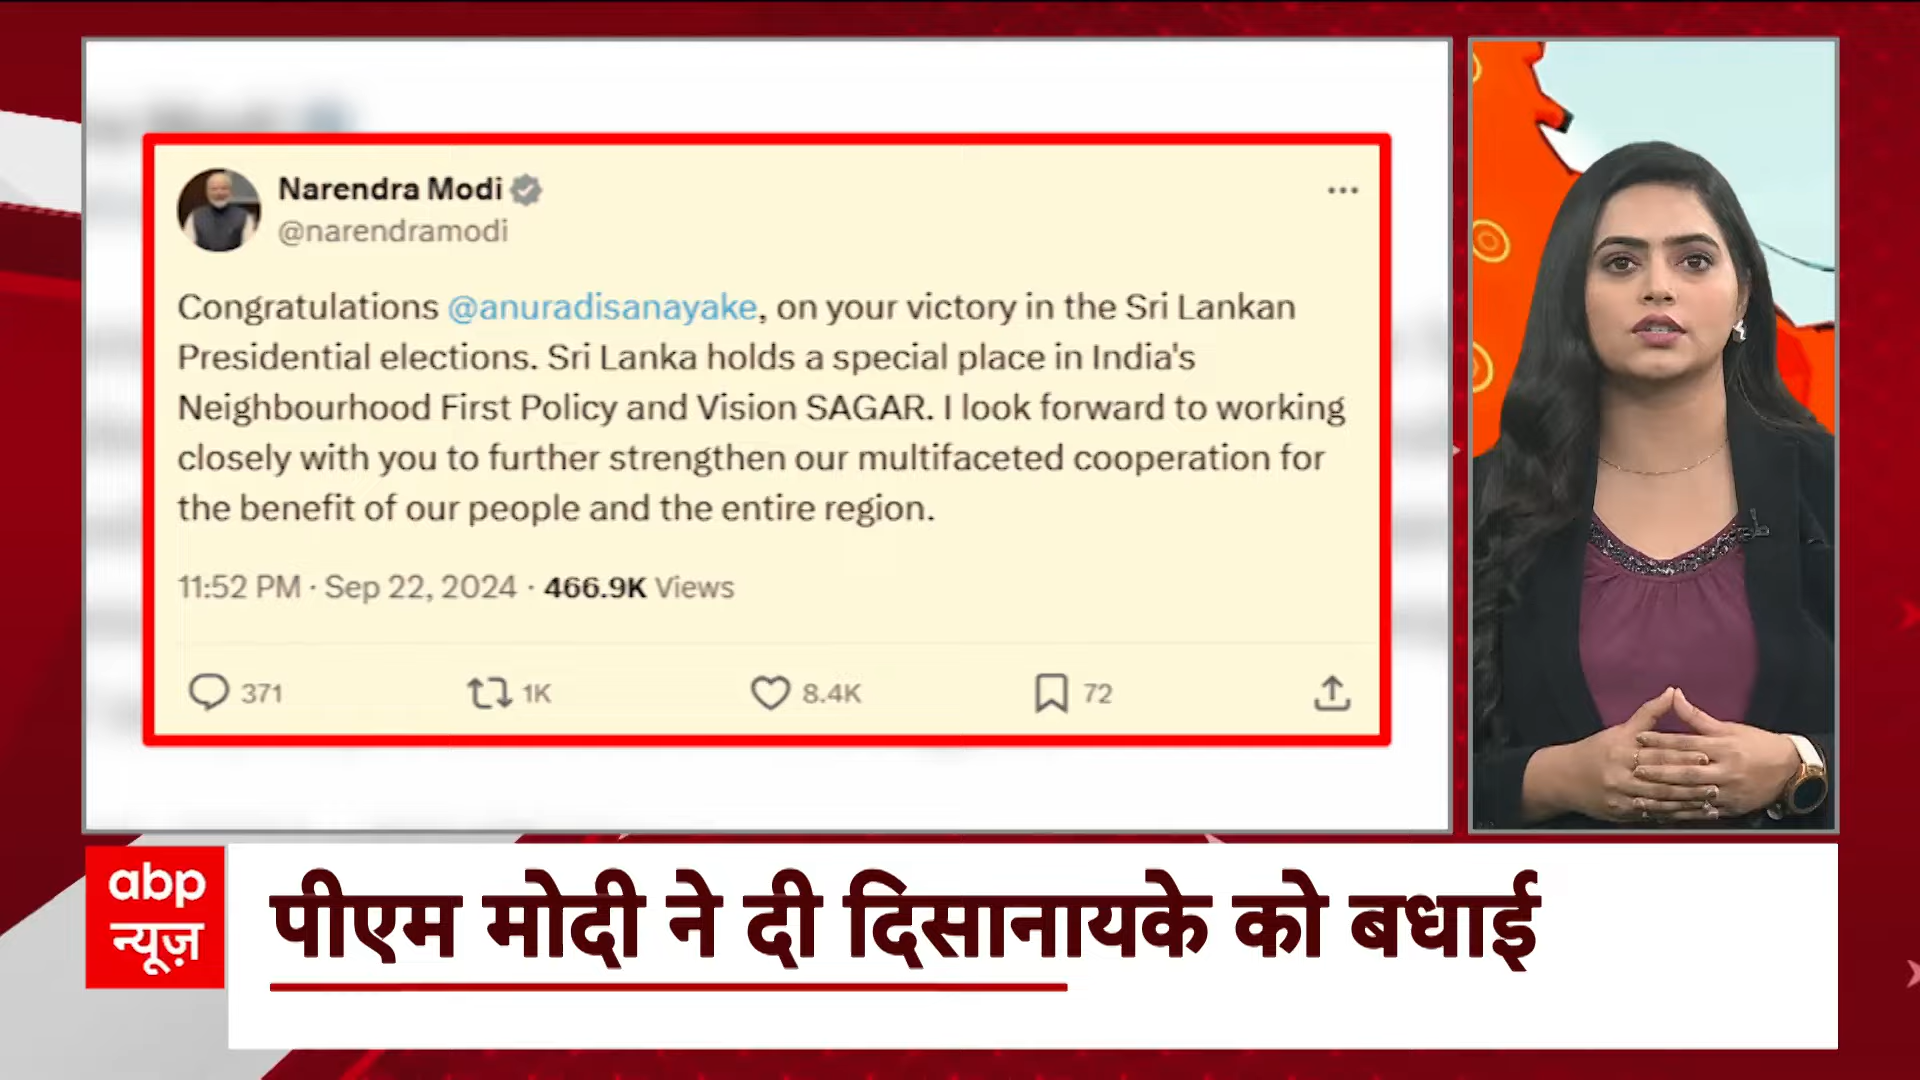 Narendra Modi
@narendramodi
Congratulations @anuradisanayake, on your victory in the Sri Lankan
Presidential elections. Sri Lanka holds a special place in India's
Neighbourhood First Policy and Vision SAGAR. I look forward to working
closely with you to further strengthen our multifaceted cooperation for
the benefit of our people and the entire region.
11:52 PM · Sep 22, 2024 · 466.9K Views
371 1K 8.4K 72
abp
न्यूज़
पीएम मोदी ने दी दिसानायके को बधाई